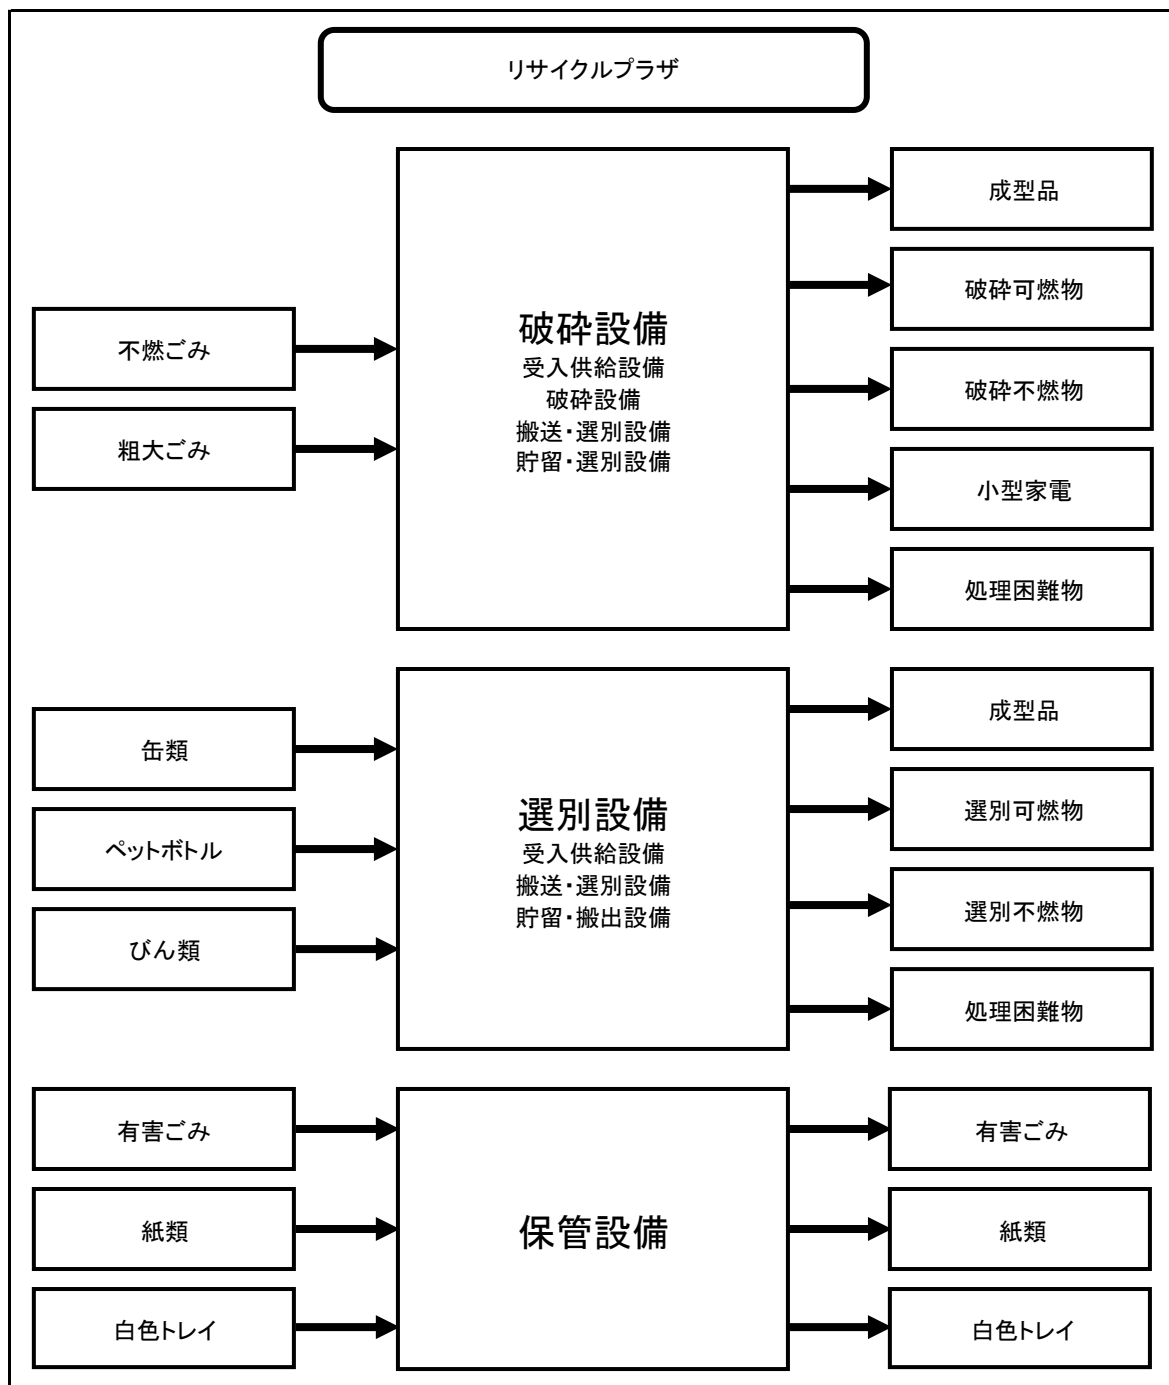 リサイクルプラザ
不燃ごみ
粗大ごみ
破砕設備
受入供給設備
破砕設備
搬送・選別設備
貯留・選別設備
成型品
破砕可燃物
破砕不燃物
小型家電
処理困難物
缶類
ペットボトル
びん類
選別設備
受入供給設備
搬送・選別設備
貯留・搬出設備
成型品
選別可燃物
選別不燃物
処理困難物
有害ごみ
紙類
白色トレイ
保管設備
有害ごみ
紙類
白色トレイ